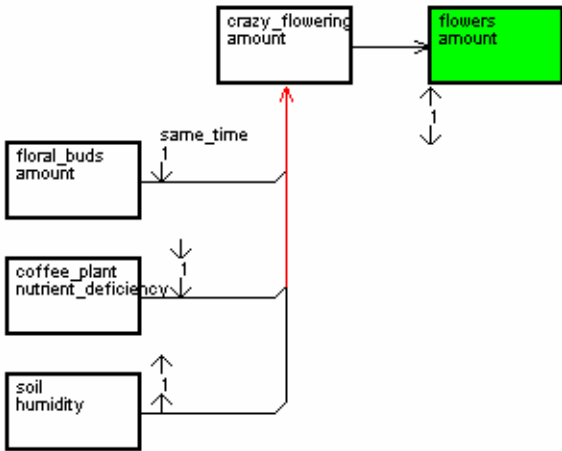 crazy_flowering
amount
flowers
amount
1
same_time
1
floral_buds
amount
1
coffee_plant
nutrient_deficiency
1
soil
humidity